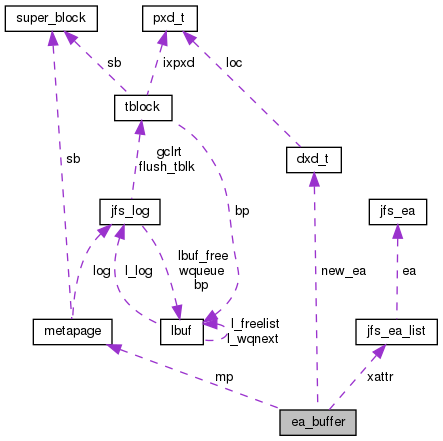 super_block
pxd_t
sb
ixpxd
loc
tblock
gclrt
flush_tblk
dxd_t
jfs_log
jfs_ea
bp
sb
log
l_log
lbuf_free
wqueue
bp
new_ea
ea
metapage
lbuf
l_freelist
l_wqnext
jfs_ea_list
mp
xattr
ea_buffer